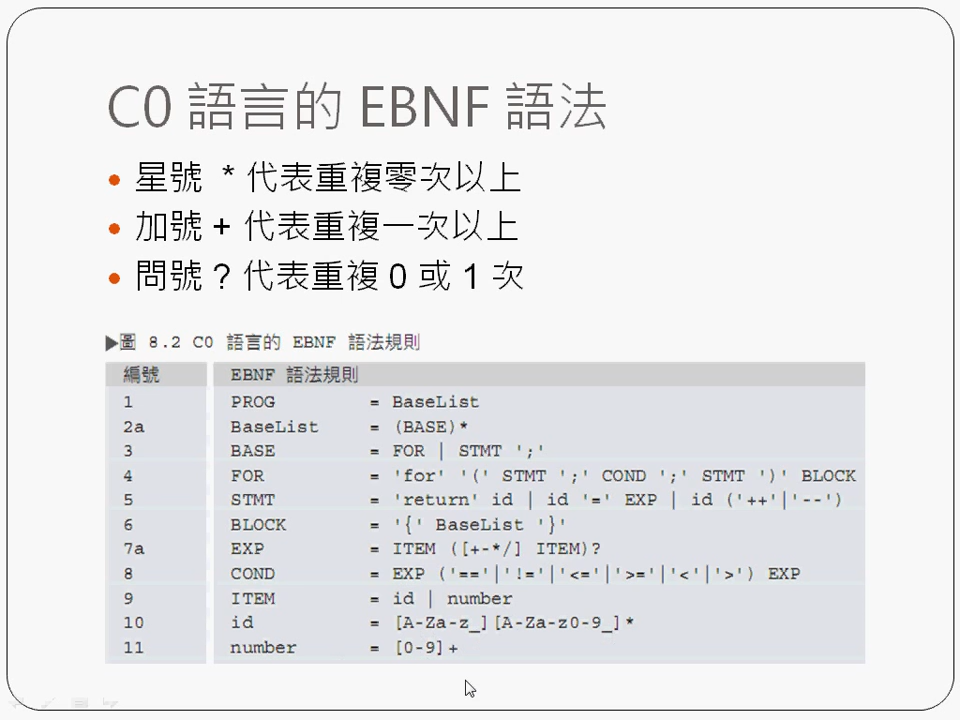 C0 語言的 EBNF 語法
星號 * 代表重複零次以上
加號 + 代表重複一次以上
問號 ? 代表重複 0 或 1 次
▶圖 8.2 C0 語言的 EBNF 語法規則
編號 EBNF 語法規則
1 PROG = BaseList
2a BaseList = (BASE)*
3 BASE = FOR | STMT ';'
4 FOR = 'for' '(' STMT ';' COND ';' STMT ')' BLOCK
5 STMT = 'return' id | id '=' EXP | id ('++'|'--')
6 BLOCK = '{' BaseList '}'
7a EXP = ITEM ([+-*/] ITEM)?
8 COND = EXP ('=='|'!='|'<='|'>='|'<'|'>') EXP
9 ITEM = id | number
10 id = [A-Za-z_][A-Za-z0-9_]*
11 number = [0-9]+